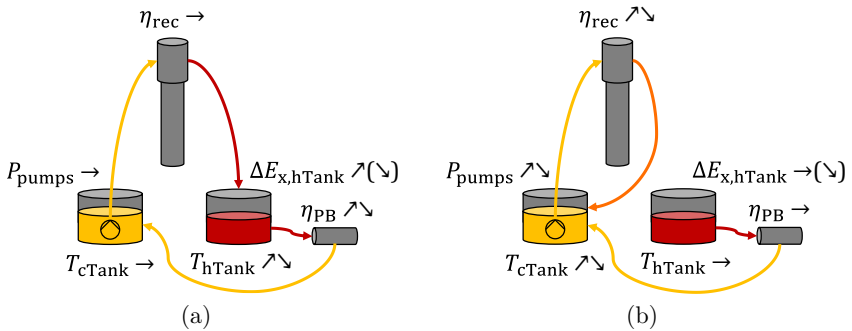 η_rec →
P_pumps →
ΔE_x,hTank ↗(↘)
η_PB ↗↘
T_cTank →
T_hTank ↗↘
(a)
η_rec ↗↘
P_pumps ↗↘
ΔE_x,hTank →(↘)
η_PB →
T_cTank ↗↘
T_hTank →
(b)